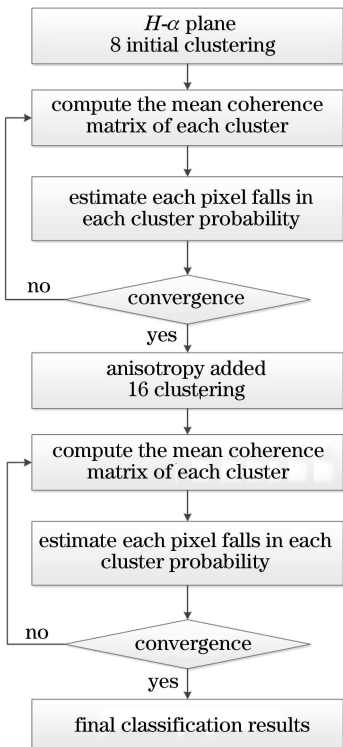 H-α plane
8 initial clustering
compute the mean coherence
matrix of each cluster
estimate each pixel falls in
each cluster probability
no
convergence
yes
anisotropy added
16 clustering
compute the mean coherence
matrix of each cluster
estimate each pixel falls in each
cluster probability
no
convergence
yes
final classification results